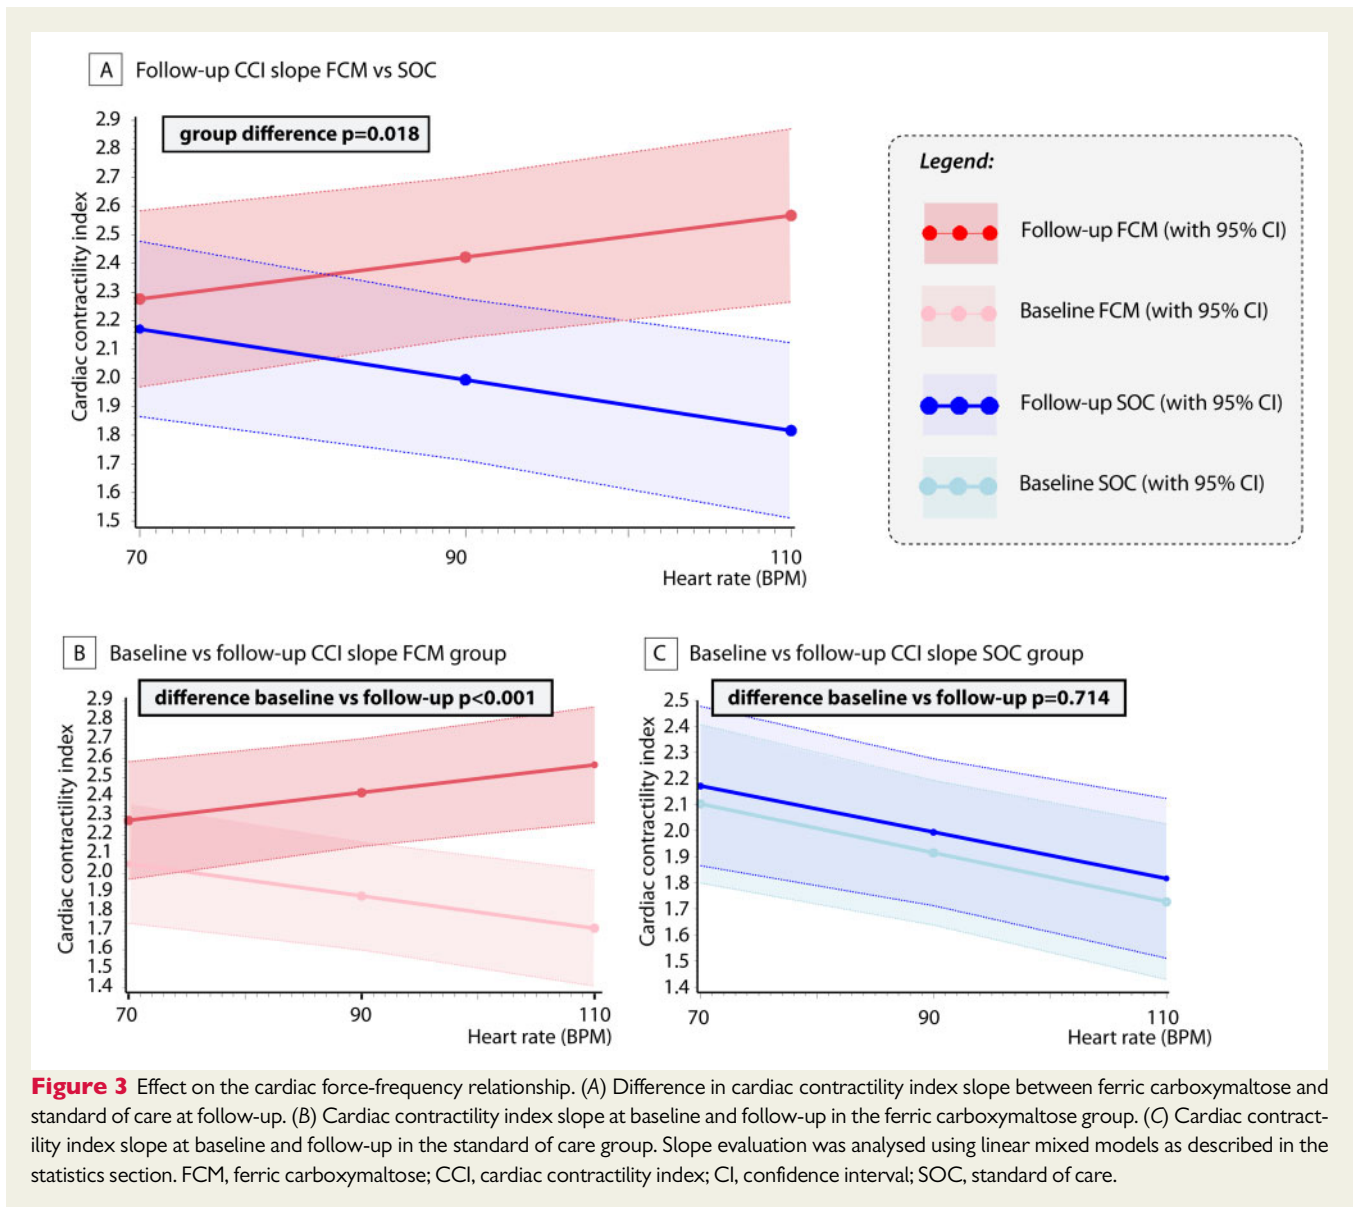 A Follow-up CCI slope FCM vs SOC
group difference p=0.018
Cardiac contractility index
2.9
2.8
2.7
2.6
2.5
2.4
2.3
2.2
2.1
2.0
1.9
1.8
1.7
1.6
1.5
70 90 110
Heart rate (BPM)
Legend:
Follow-up FCM (with 95% CI)
Baseline FCM (with 95% CI)
Follow-up SOC (with 95% CI)
Baseline SOC (with 95% CI)
B Baseline vs follow-up CCI slope FCM group
difference baseline vs follow-up p<0.001
Cardiac contractility index
2.9
2.8
2.7
2.6
2.5
2.4
2.3
2.2
2.1
2.0
1.9
1.8
1.7
1.6
1.5
1.4
70 90 110
Heart rate (BPM)
C Baseline vs follow-up CCI slope SOC group
difference baseline vs follow-up p=0.714
Cardiac contractility index
2.5
2.4
2.3
2.2
2.1
2.0
1.9
1.8
1.7
1.6
1.5
1.4
70 90 110
Heart rate (BPM)
Figure 3 Effect on the cardiac force-frequency relationship. (A) Difference in cardiac contractility index slope between ferric carboxymaltose and
standard of care at follow-up. (B) Cardiac contractility index slope at baseline and follow-up in the ferric carboxymaltose group. (C) Cardiac contract-
ility index slope at baseline and follow-up in the standard of care group. Slope evaluation was analysed using linear mixed models as described in the
statistics section. FCM, ferric carboxymaltose; CCI, cardiac contractility index; CI, confidence interval; SOC, standard of care.